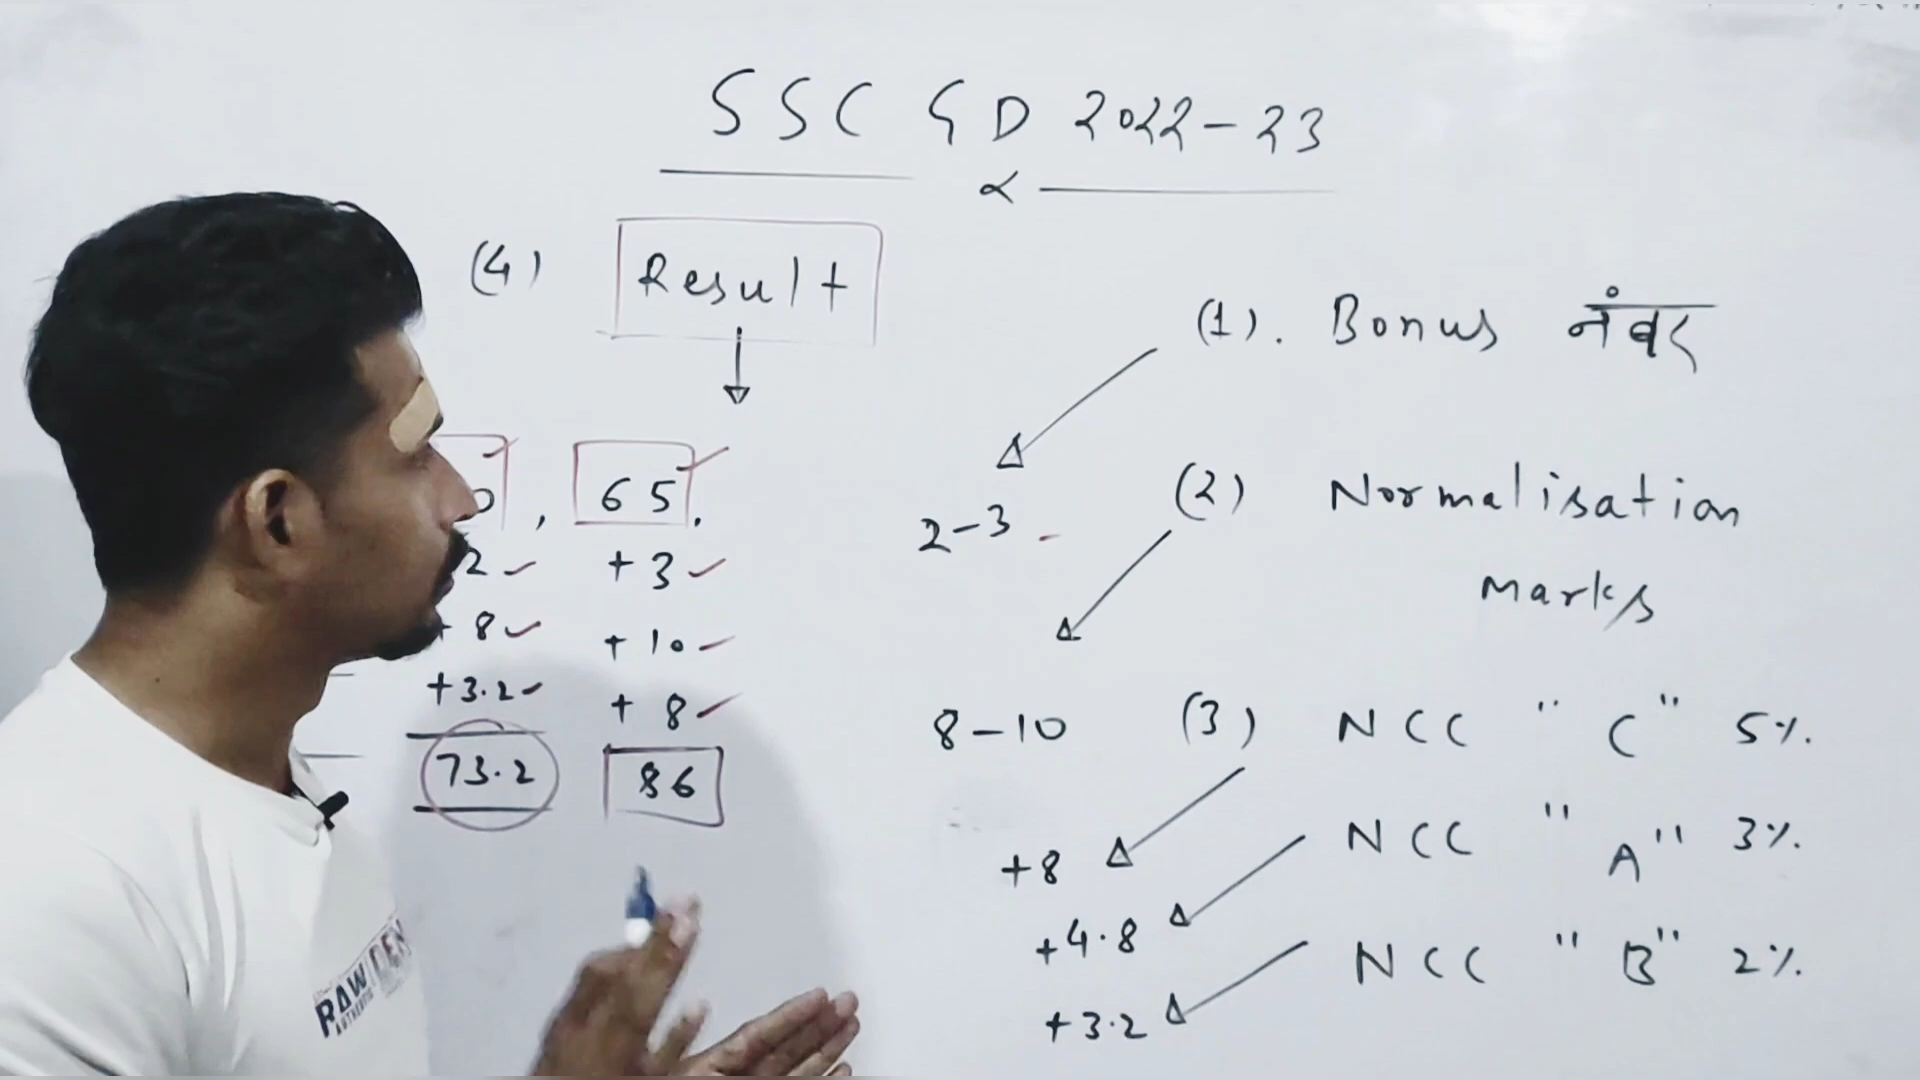 SSC GD 2022-23
(4) Result
(1). Bonus नंबर
2-3
(2) Normalisation
Marks
8-10
(3) NCC "C" 5%.
+8
NCC "A" 3%.
+4.8
NCC "B" 2%.
+3.2
0, 65.
2 +3
+8 +10
+3.2 +8
73.2 86
RAW
AUTHENTIC